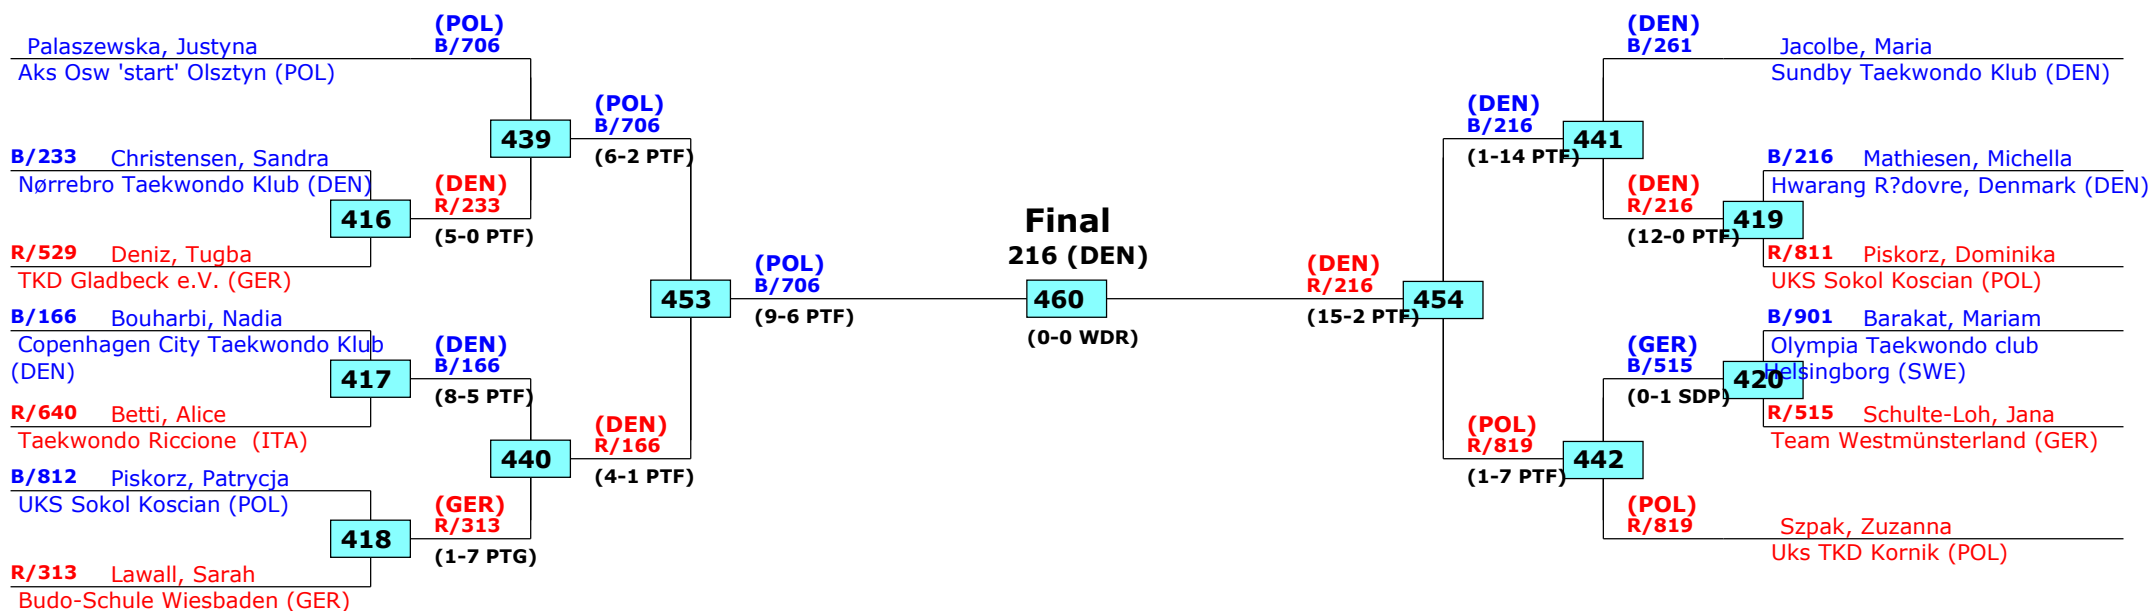 (POL)
B/706
Palaszewska, Justyna
Aks Osw 'start' Olsztyn (POL)
439
(POL)
B/706
(6-2 PTF)
B/233 Christensen, Sandra
Nørrebro Taekwondo Klub (DEN)
416
(DEN)
R/233
(5-0 PTF)
R/529 Deniz, Tugba
TKD Gladbeck e.V. (GER)
453
(POL)
B/706
(9-6 PTF)
B/166 Bouharbi, Nadia
Copenhagen City Taekwondo Klub
(DEN)
417
(DEN)
B/166
(8-5 PTF)
R/640 Betti, Alice
Taekwondo Riccione (ITA)
440
(DEN)
R/166
(4-1 PTF)
B/812 Piskorz, Patrycja
UKS Sokol Koscian (POL)
418
(GER)
R/313
(1-7 PTG)
R/313 Lawall, Sarah
Budo-Schule Wiesbaden (GER)
Final
216 (DEN)
460
(0-0 WDR)
(DEN)
R/216
(15-2 PTF)
454
(DEN)
B/216
(1-14 PTF)
441
(DEN)
B/261
Jacolbe, Maria
Sundby Taekwondo Klub (DEN)
B/216 Mathiesen, Michella
Hwarang R?dovre, Denmark (DEN)
(DEN)
R/216
(12-0 PTF)
419
R/811 Piskorz, Dominika
UKS Sokol Koscian (POL)
B/901 Barakat, Mariam
Olympia Taekwondo club
Helsingborg (SWE)
(GER)
B/515
(0-1 SDP)
420
R/515 Schulte-Loh, Jana
Team Westmünsterland (GER)
(POL)
R/819
(1-7 PTF)
442
(POL)
R/819
Szpak, Zuzanna
Uks TKD Kornik (POL)